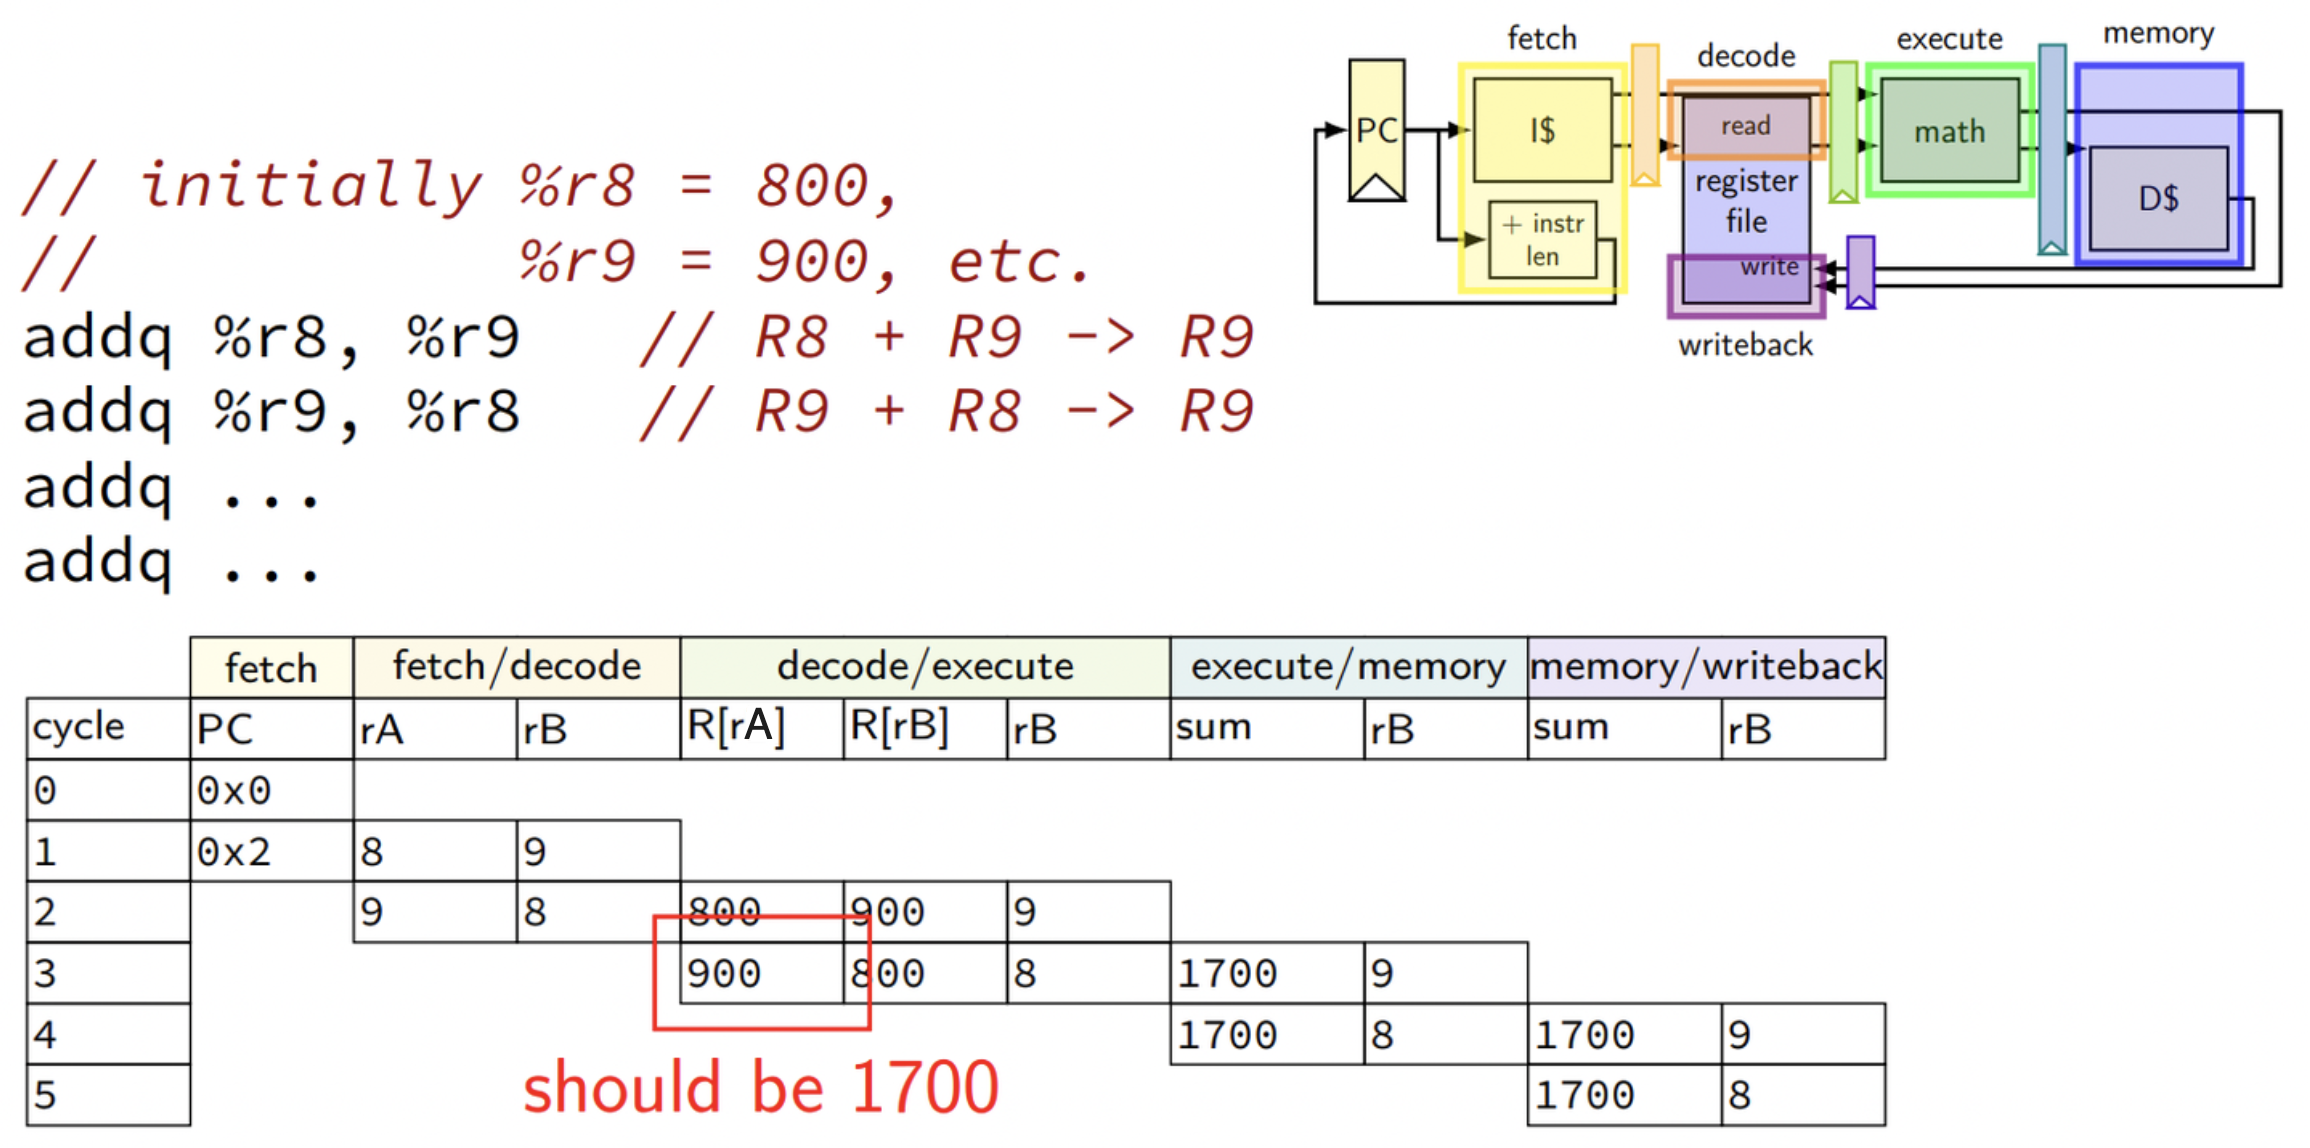 // initially %r8 = 800,
//           %r9 = 900, etc.
addq %r8, %r9   // R8 + R9 -> R9
addq %r9, %r8   // R9 + R8 -> R9
addq ...
addq ...
fetch
decode
execute
memory
PC
I$
read
math
register
file
+ instr
len
D$
write
writeback
fetch fetch/decode decode/execute execute/memory memory/writeback
cycle PC rA rB R[rA] R[rB] rB sum rB sum rB
0 0x0
1 0x2 8 9
2 9 8 800 900 9
3 900 800 8 1700 9
4 1700 8 1700 9
5 1700 8
should be 1700